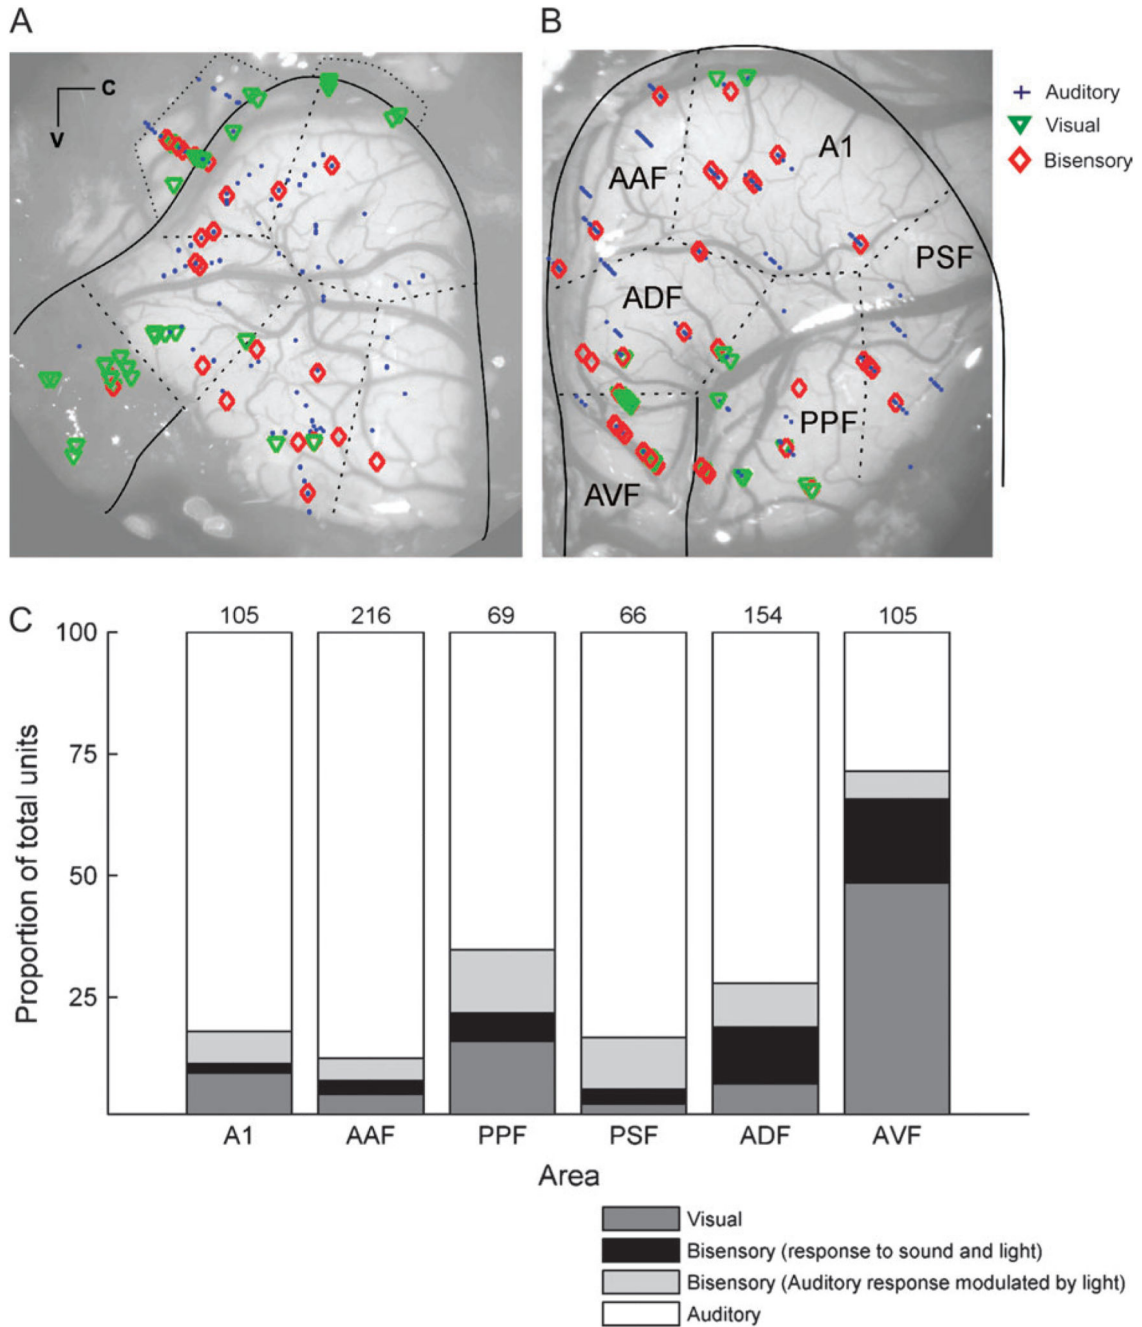 A
B
C
V
Auditory
Visual
Bisensory
A1
AAF
PSF
ADF
PPF
AVF
C
105 216 69 66 154 105
100
75
50
25
Proportion of total units
A1 AAF PPF PSF ADF AVF
Area
Visual
Bisensory (response to sound and light)
Bisensory (Auditory response modulated by light)
Auditory